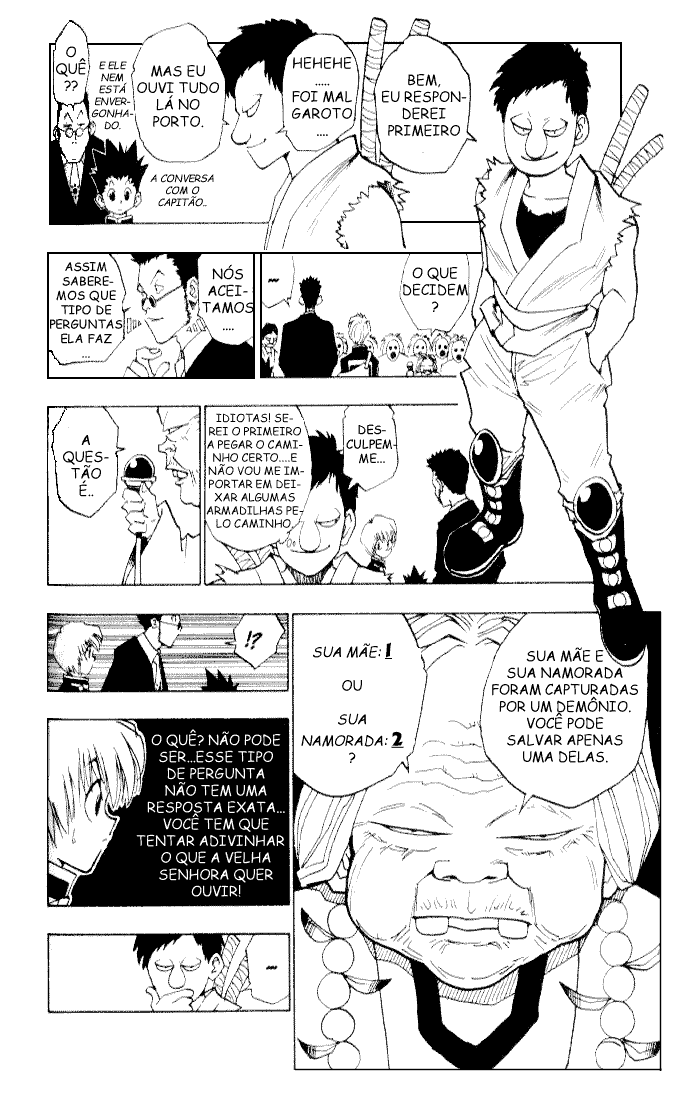 BEM,
EU RESPON-
DEREI
PRIMEIRO
HEHEHE
.....
FOI MAL
GAROTO
....
MAS EU
OUVI TUDO
LÁ NO
PORTO.
A CONVERSA
COM O
CAPITÃO..
E ELE
NEM
ESTÁ
ENVER-
GONHA-
DO.
O
QUÊ?
??
O QUE
DECIDEM
?
~
NÓS
ACEI-
TAMOS
....
ASSIM
SABERE-
MOS QUE
TIPO DE
PERGUNTAS
ELA FAZ
...
DES-
CULPEM-
ME...
IDIOTAS! SE-
REI O PRIMEIRO
A PEGAR O CAMI-
NHO CERTO....E
NÃO VOU ME IM-
PORTAR EM DEI-
XAR ALGUMAS
ARMADILHAS PE-
LO CAMINHO.
A
QUES-
TÃO
É..
SUA MÃE E
SUA NAMORADA
FORAM CAPTURADAS
POR UM DEMÔNIO.
VOCÊ PODE
SALVAR APENAS
UMA DELAS.
SUA MÃE: 1
OU
SUA
NAMORADA: 2
?
!?
O QUÊ? NÃO PODE
SER...ESSE TIPO
DE PERGUNTA
NÃO TEM UMA
RESPOSTA EXATA...
VOCÊ TEM QUE
TENTAR ADIVINHAR
O QUE A VELHA
SENHORA QUER
OUVIR!
~